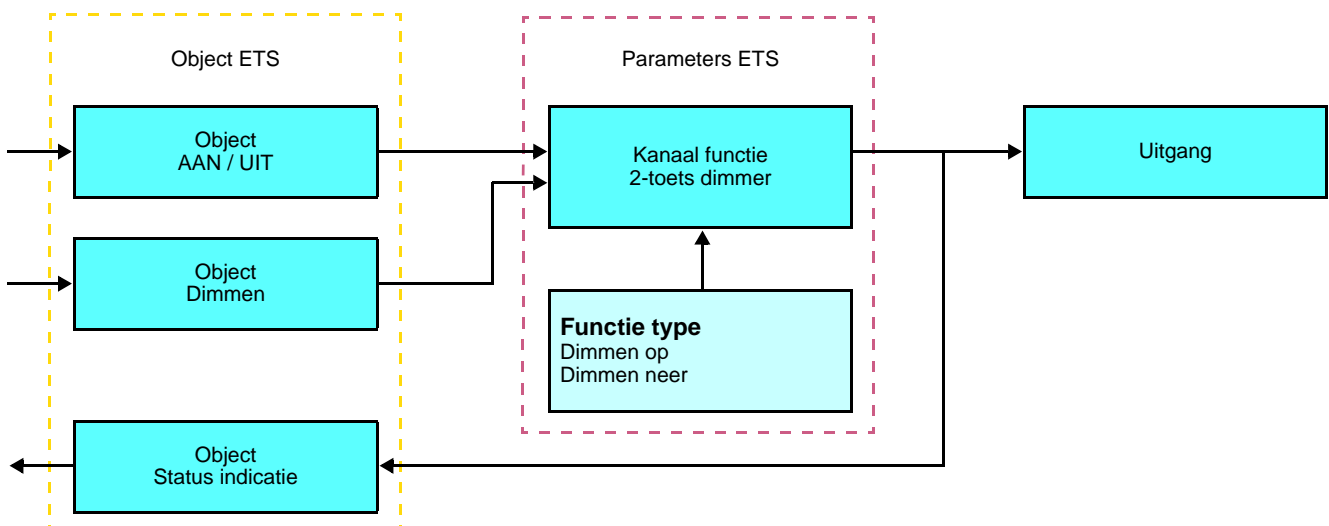 Object ETS
Parameters ETS
Object
AAN / UIT
Kanaal functie
2-toets dimmer
Uitgang
Object
Dimmen
Functie type
Dimmen op
Dimmen neer
Object
Status indicatie